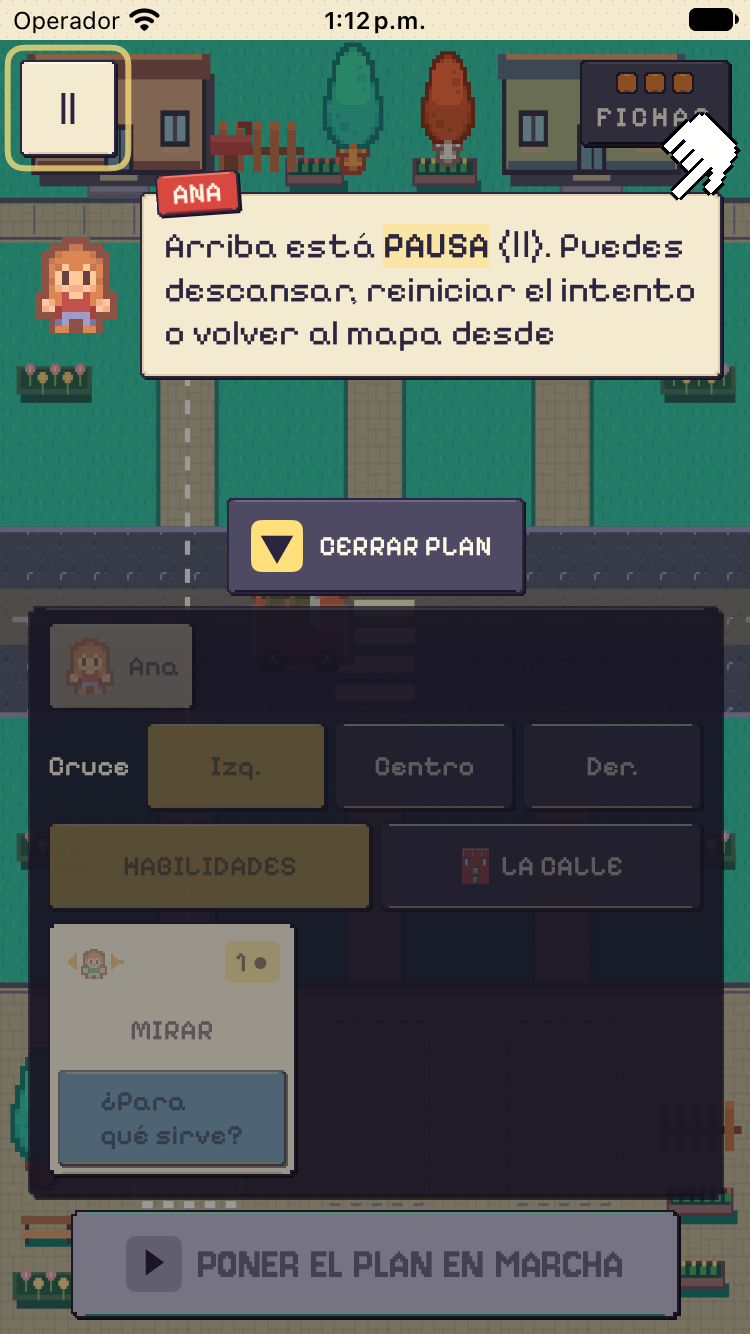 Operador
1:12 p.m.
II
FICHAS
ANA
Arriba está PAUSA (II). Puedes
descansar, reiniciar el intento
o volver al mapa desde
CERRAR PLAN
Ana
Cruce
Izq.
Centro
Der.
HABILIDADES
LA CALLE
1
MIRAR
¿Para
qué sirve?
PONER EL PLAN EN MARCHA